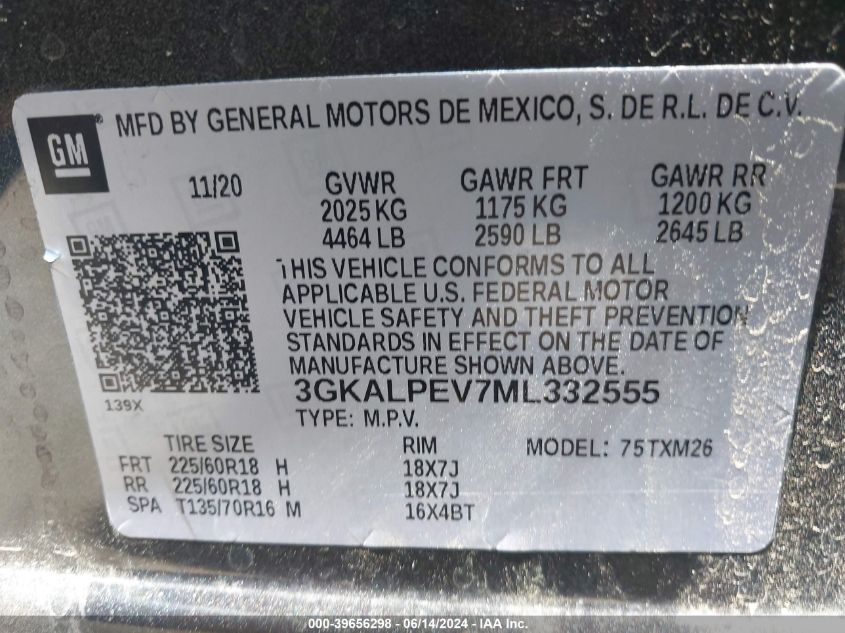 GM® MFD BY GENERAL MOTORS DE MEXICO, S. DE R.L. DE C.V.
11/20 GVWR GAWR FRT GAWR RR
2025 KG 1175 KG 1200 KG
4464 LB 2590 LB 2645 LB
THIS VEHICLE CONFORMS TO ALL
APPLICABLE U.S. FEDERAL MOTOR
VEHICLE SAFETY AND THEFT PREVENTION
STANDARDS IN EFFECT ON THE DATE OF
MANUFACTURE SHOWN ABOVE.
3GKALPEV7ML332555
139X
TYPE: M.P.V.
TIRE SIZE RIM MODEL: 75TXM26
FRT 225/60R18 H 18X7J
RR 225/60R18 H 18X7J
SPA T135/70R16 M 16X4BT
000-39656298 - 06/14/2024 - IAA Inc.